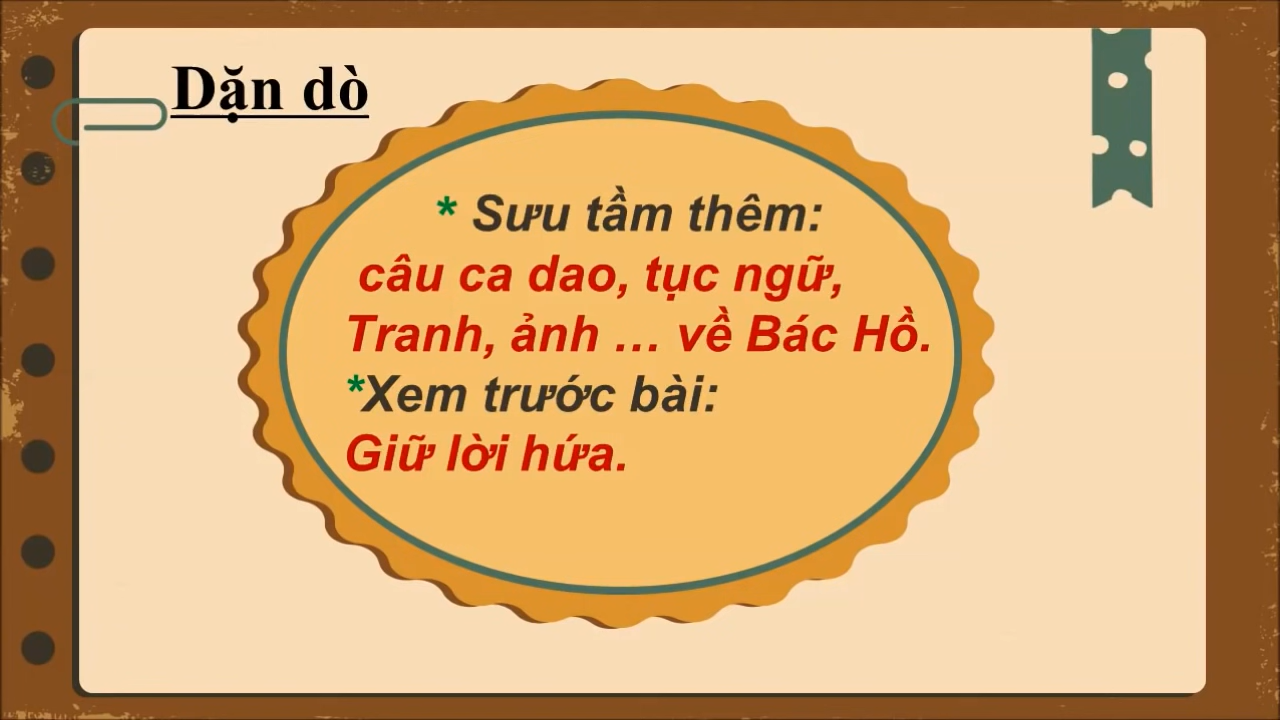 Dặn dò
* Sưu tầm thêm:
câu ca dao, tục ngữ,
Tranh, ảnh … về Bác Hồ.
*Xem trước bài:
Giữ lời hứa.